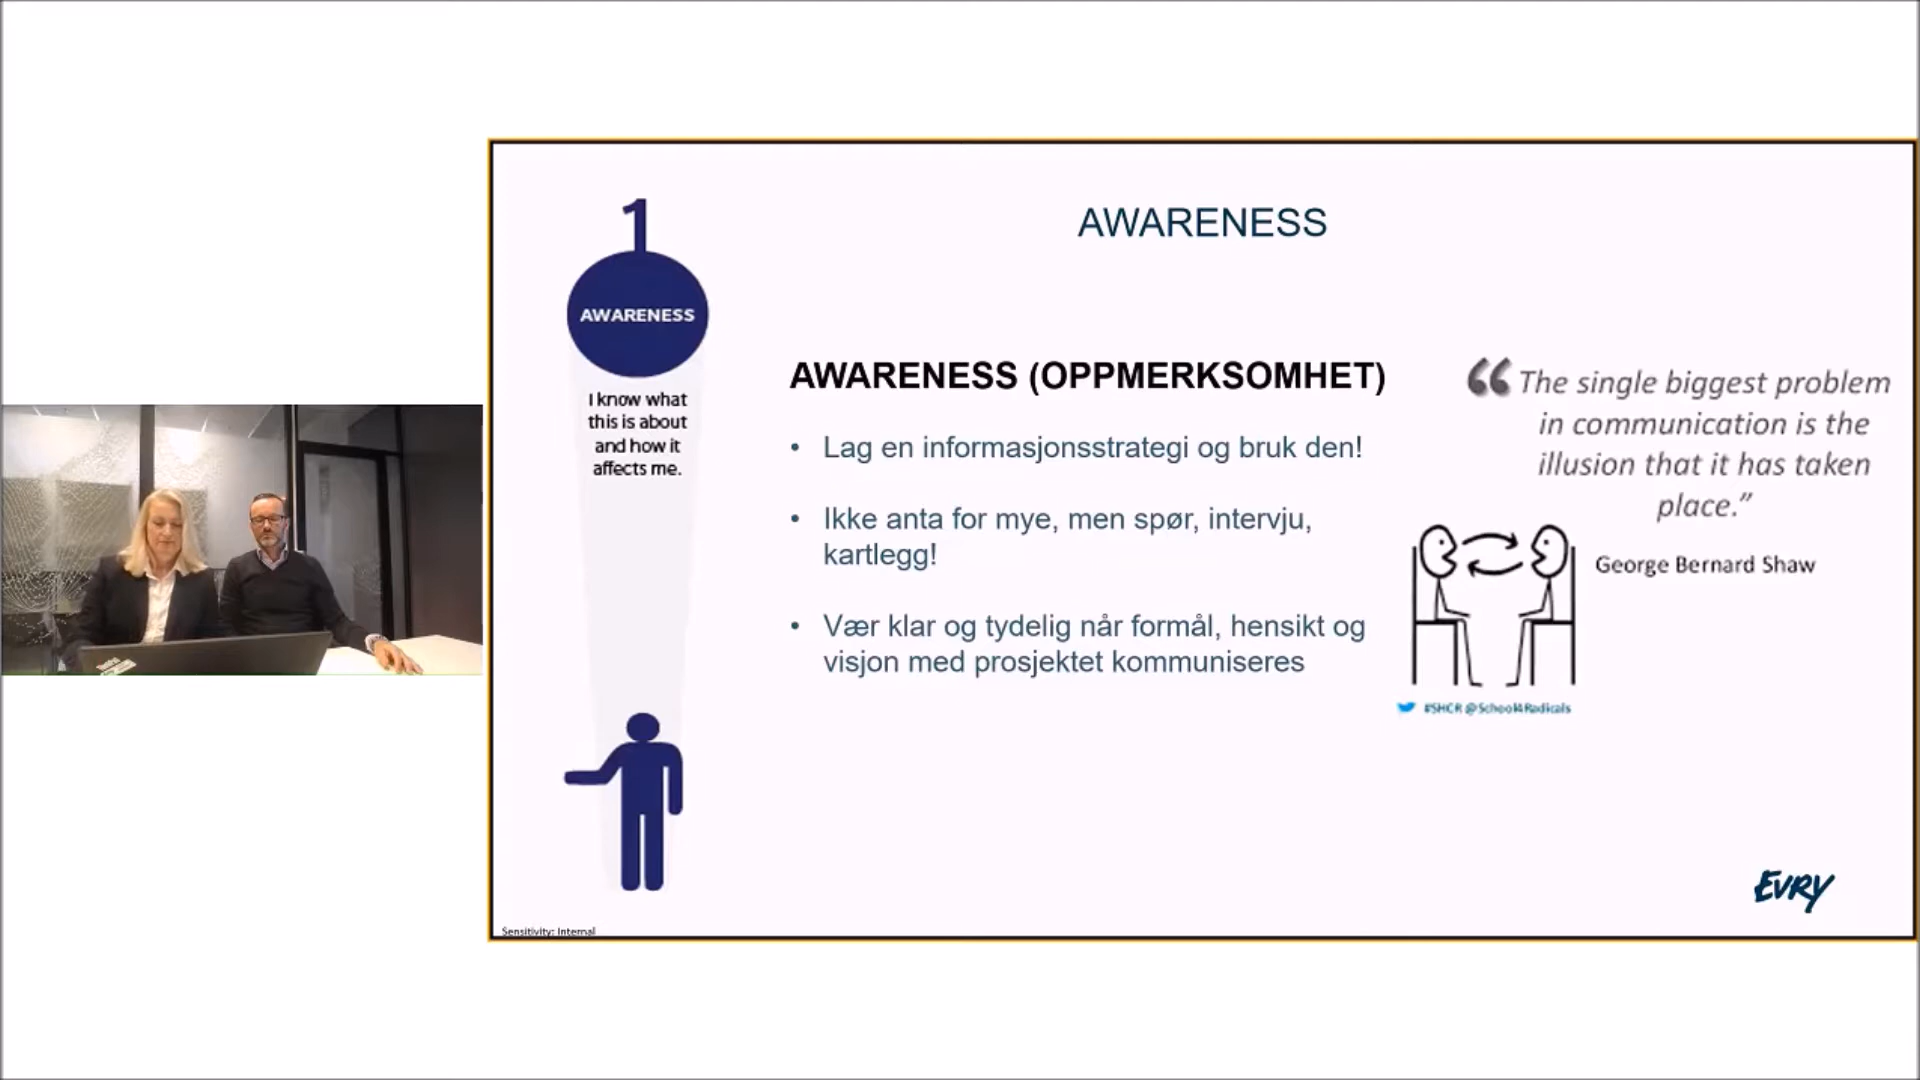 AWARENESS
1
AWARENESS
I know what
this is about
and how it
affects me.
AWARENESS (OPPMERKSOMHET)
• Lag en informasjonsstrategi og bruk den!
• Ikke anta for mye, men spør, intervju,
kartlegg!
• Vær klar og tydelig når formål, hensikt og
visjon med prosjektet kommuniseres
“ The single biggest problem
in communication is the
illusion that it has taken
place.”
George Bernard Shaw
#SHCR @School4Radicals
EVRY
Sensitivity: Internal